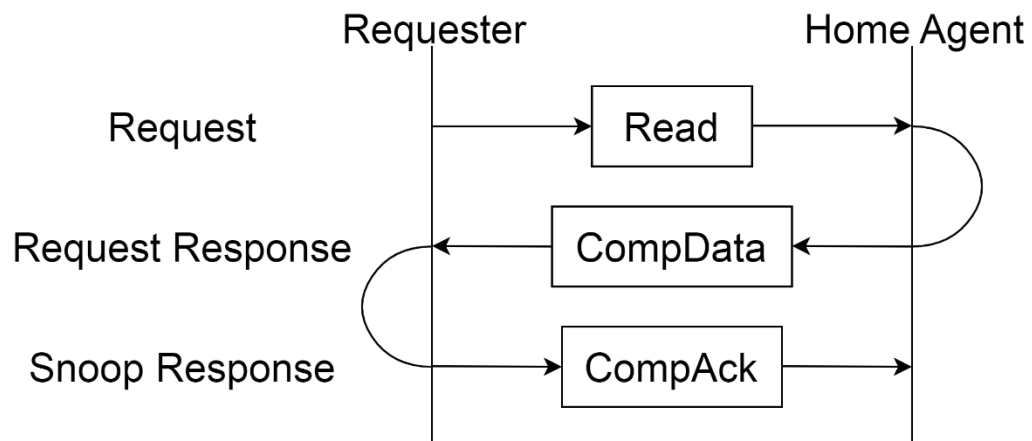 Requester Home Agent
Request Read
Request Response CompData
Snoop Response CompAck